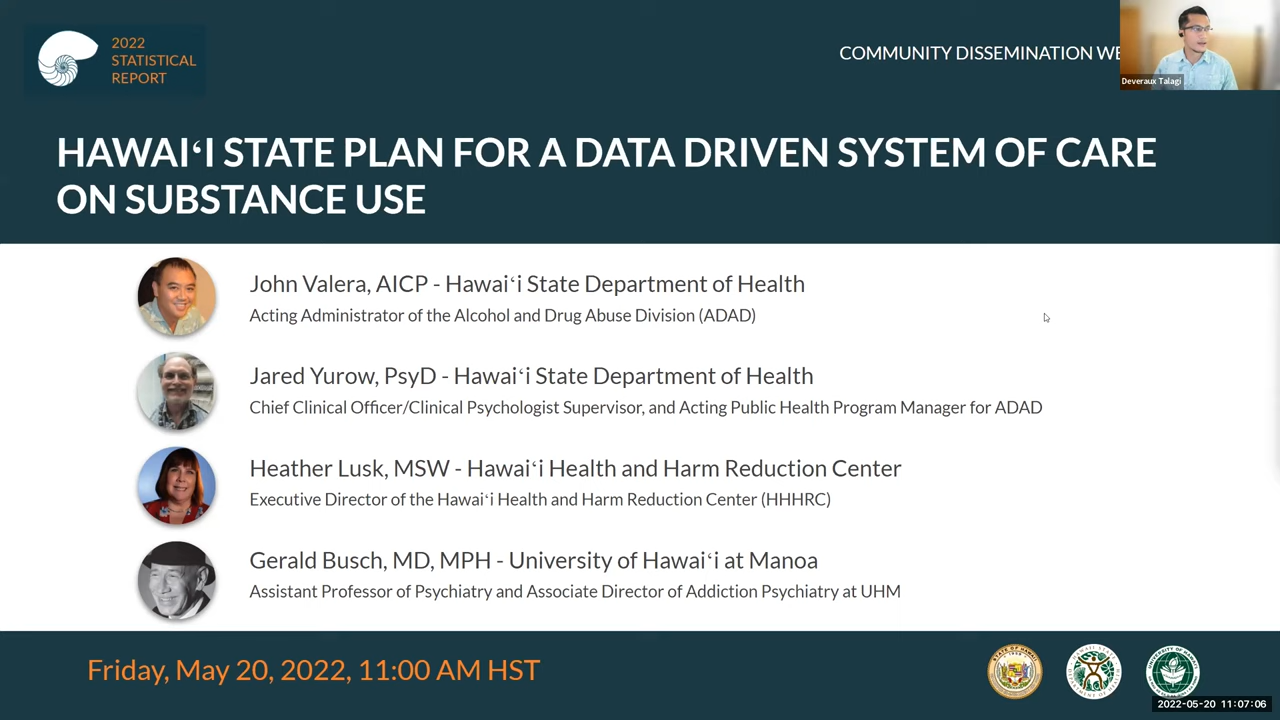 2022
STATISTICAL
REPORT
COMMUNITY DISSEMINATION WE
Deveraux Talagi
HAWAIʻI STATE PLAN FOR A DATA DRIVEN SYSTEM OF CARE
ON SUBSTANCE USE
John Valera, AICP - Hawaiʻi State Department of Health
Acting Administrator of the Alcohol and Drug Abuse Division (ADAD)
Jared Yurow, PsyD - Hawaiʻi State Department of Health
Chief Clinical Officer/Clinical Psychologist Supervisor, and Acting Public Health Program Manager for ADAD
Heather Lusk, MSW - Hawaiʻi Health and Harm Reduction Center
Executive Director of the Hawaiʻi Health and Harm Reduction Center (HHHRC)
Gerald Busch, MD, MPH - University of Hawaiʻi at Manoa
Assistant Professor of Psychiatry and Associate Director of Addiction Psychiatry at UHM
Friday, May 20, 2022, 11:00 AM HST
STATE OF HAWAII
2022-05-20 11:07:06